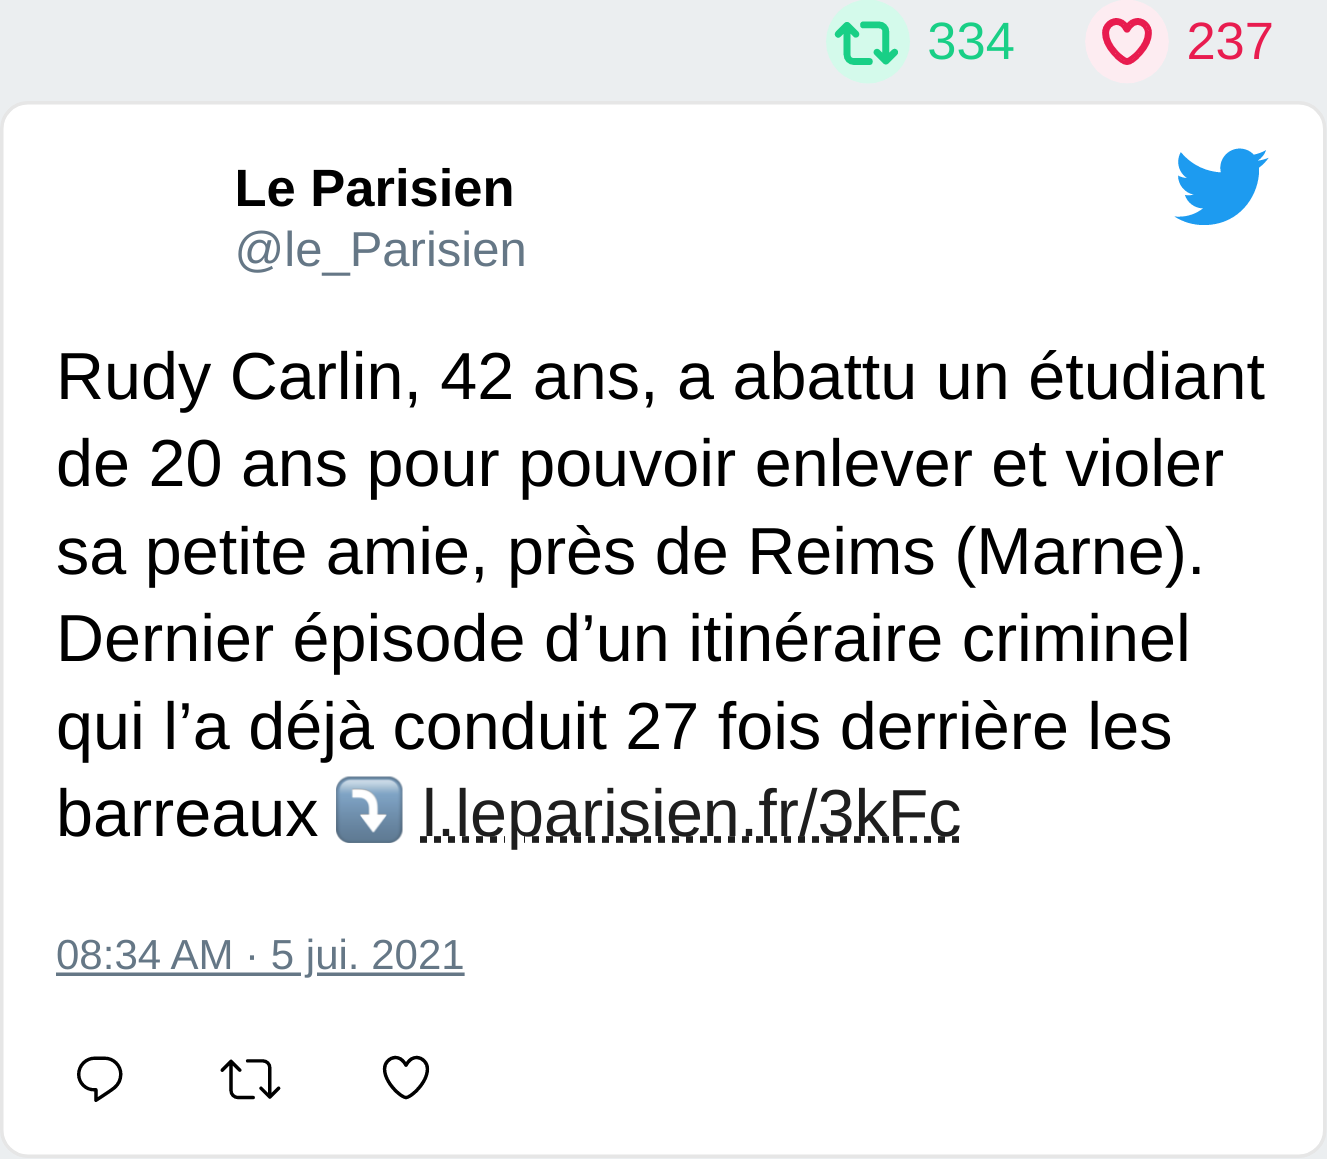 334 237
Le Parisien
@le_Parisien
Rudy Carlin, 42 ans, a abattu un étudiant
de 20 ans pour pouvoir enlever et violer
sa petite amie, près de Reims (Marne).
Dernier épisode d’un itinéraire criminel
qui l’a déjà conduit 27 fois derrière les
barreaux ⤵️ l.leparisien.fr/3kFc
08:34 AM · 5 jui. 2021